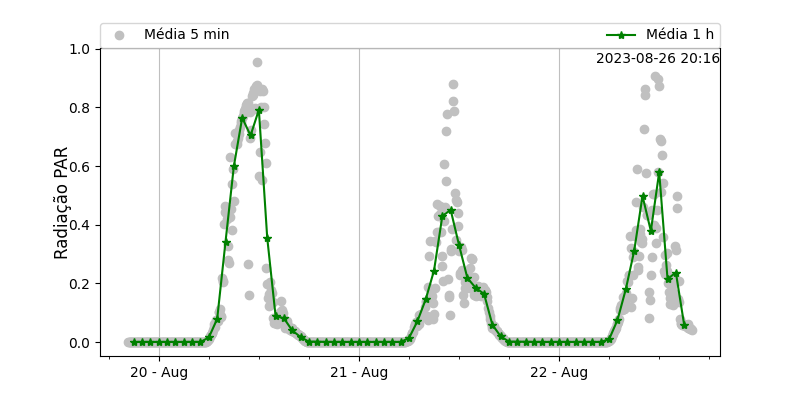 Média 5 min
Média 1 h
2023-08-26 20:16
Radiação PAR
1.0
0.8
0.6
0.4
0.2
0.0
20 - Aug
21 - Aug
22 - Aug